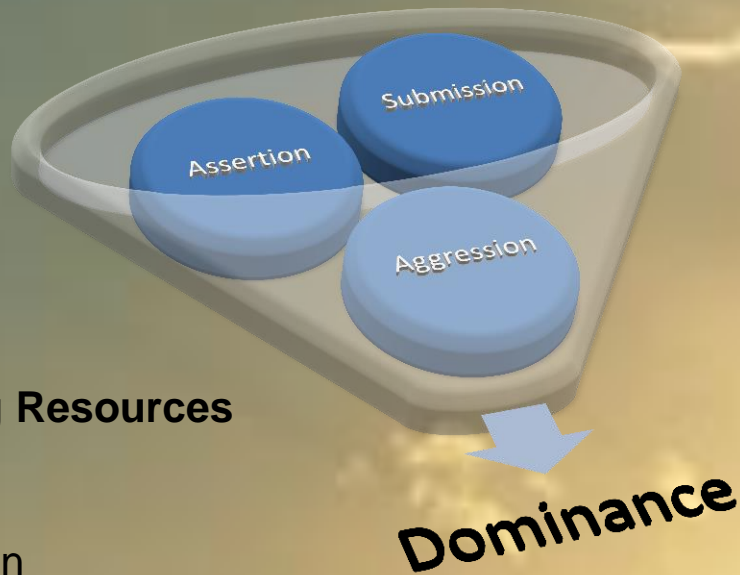 Submission
Assertion
Aggression
Resources
Dominance
n